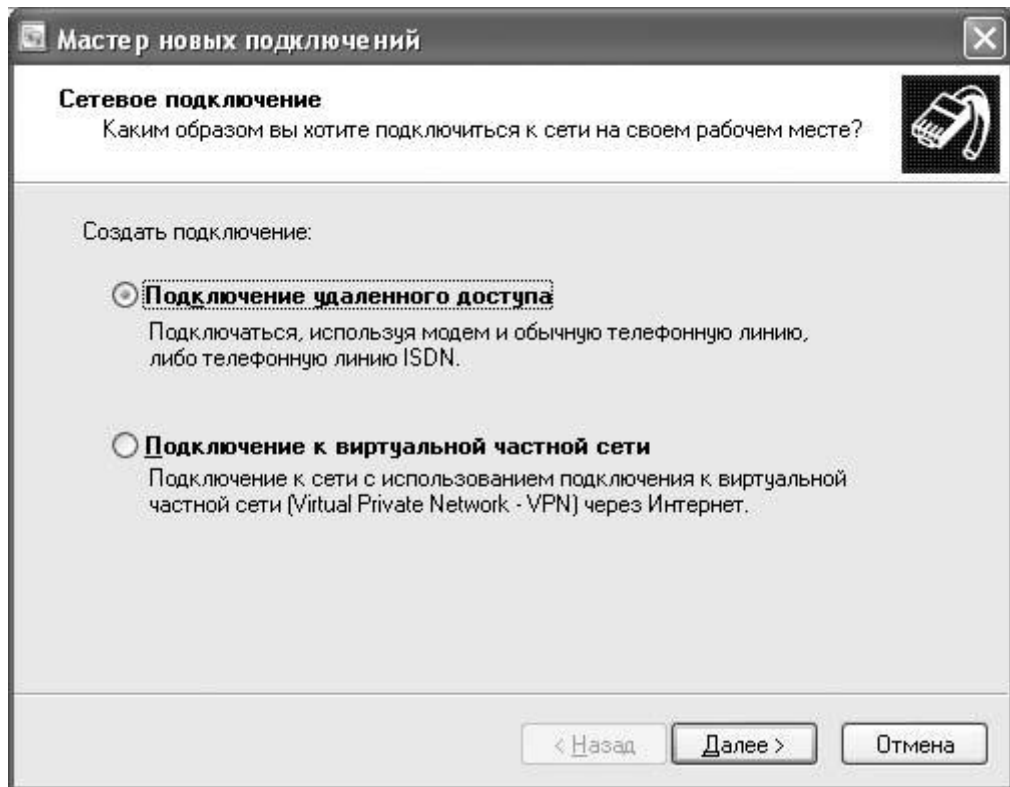 Мастер новых подключений
Сетевое подключение
Каким образом вы хотите подключиться к сети на своем рабочем месте?
Создать подключение:
Подключение удаленного доступа
Подключаться, используя модем и обычную телефонную линию,
либо телефонную линию ISDN.
Подключение к виртуальной частной сети
Подключение к сети с использованием подключения к виртуальной
частной сети (Virtual Private Network - VPN) через Интернет.
< Назад Далее > Отмена